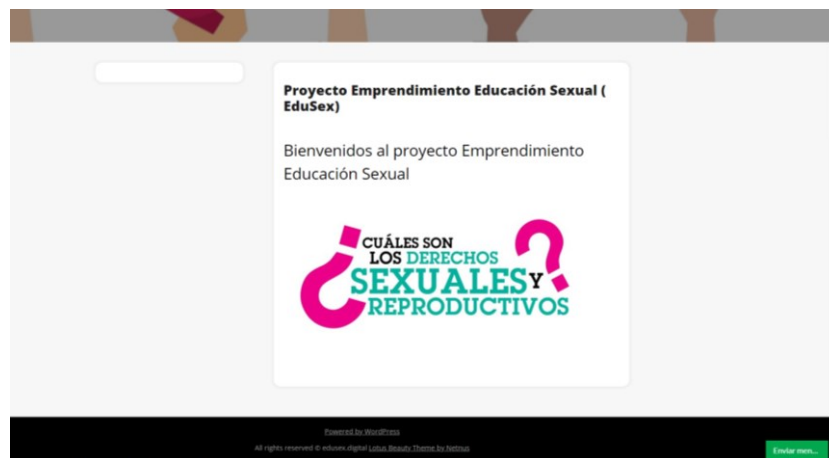 Proyecto Emprendimiento Educación Sexual (
EduSex)
Bienvenidos al proyecto Emprendimiento
Educación Sexual
¿CUÁLES SON
LOS DERECHOS
SEXUALES Y
REPRODUCTIVOS?
Powered by WordPress
All rights reserved © edusex.digital Lotus Beauty Theme by Netnus
Enviar men...